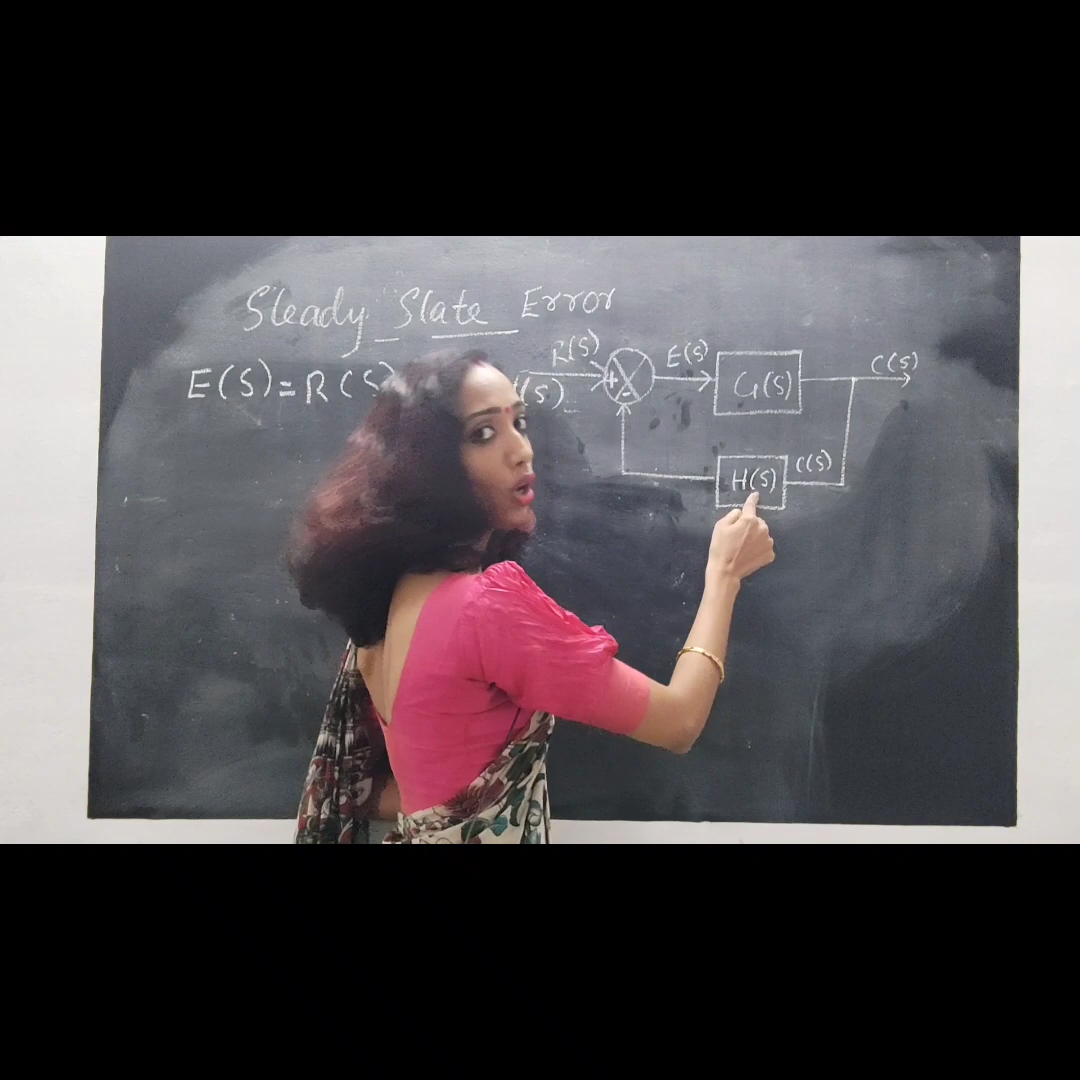 Steady State Error
E(S)=R(S)
(S)
R(S)
+
-
E(S)
G(S)
C(S)
H(S)
C(S)